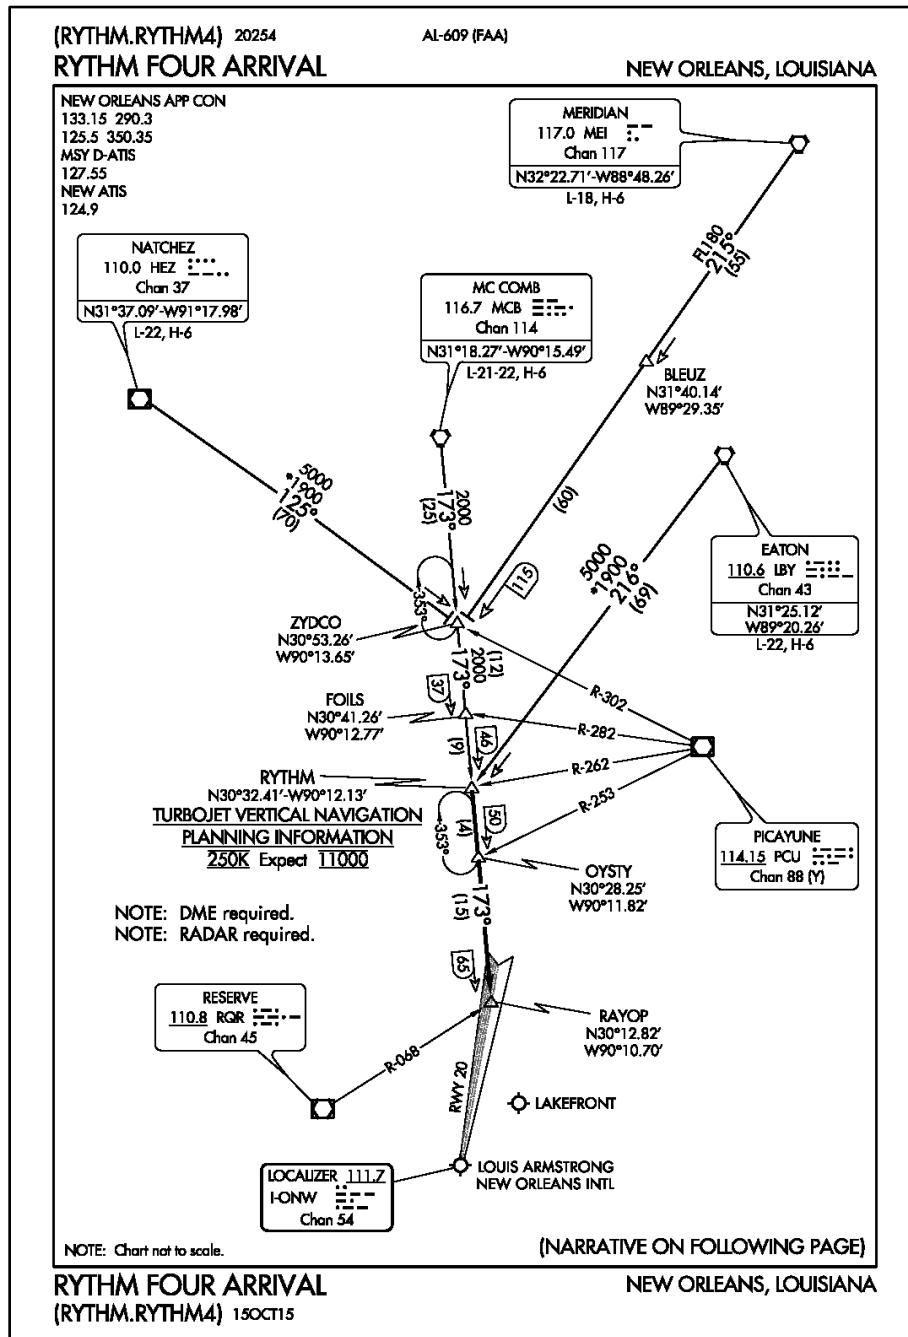 (RYTHM.RYTHM4) 20254
AL-609 (FAA)
RYTHM FOUR ARRIVAL
NEW ORLEANS, LOUISIANA
NEW ORLEANS APP CON
133.15 290.3
125.5 350.35
MSY D-ATIS
127.55
NEW ATIS
124.9
MERIDIAN
117.0 MEI
Chan 117
N32°22.71'-W88°48.26'
L-18, H-6
NATCHEZ
110.0 HEZ
Chan 37
N31°37.09'-W91°17.98'
L-22, H-6
MC COMB
116.7 MCB
Chan 114
N31°18.27'-W90°15.49'
L-21-22, H-6
FL180
215°
(55)
BLEUZ
N31°40.14'
W89°29.35'
5000
*1900
125°
(70)
2000
173°
(25)
(60)
5000
*1900
216°
(69)
EATON
110.6 LBY
Chan 43
N31°25.12'
W89°20.26'
L-22, H-6
115
353°
ZYDCO
N30°53.26'
W90°13.65'
(12)
2000
173°
R-302
37
FOILS
N30°41.26'
W90°12.77'
R-282
(9)
46
R-262
RYTHM
N30°32.41'-W90°12.13'
TURBOJET VERTICAL NAVIGATION
PLANNING INFORMATION
250K Expect 11000
R-253
353°
(4)
50
PICAYUNE
114.15 PCU
Chan 88 (Y)
OYSTY
N30°28.25'
W90°11.82'
173°
(15)
NOTE: DME required.
NOTE: RADAR required.
65
RESERVE
110.8 RQR
Chan 45
RAYOP
N30°12.82'
W90°10.70'
R-068
RWY 20
LAKEFRONT
LOUIS ARMSTRONG
NEW ORLEANS INTL
LOCALIZER 111.7
I-ONW
Chan 54
NOTE: Chart not to scale.
(NARRATIVE ON FOLLOWING PAGE)
RYTHM FOUR ARRIVAL
NEW ORLEANS, LOUISIANA
(RYTHM.RYTHM4) 15OCT15